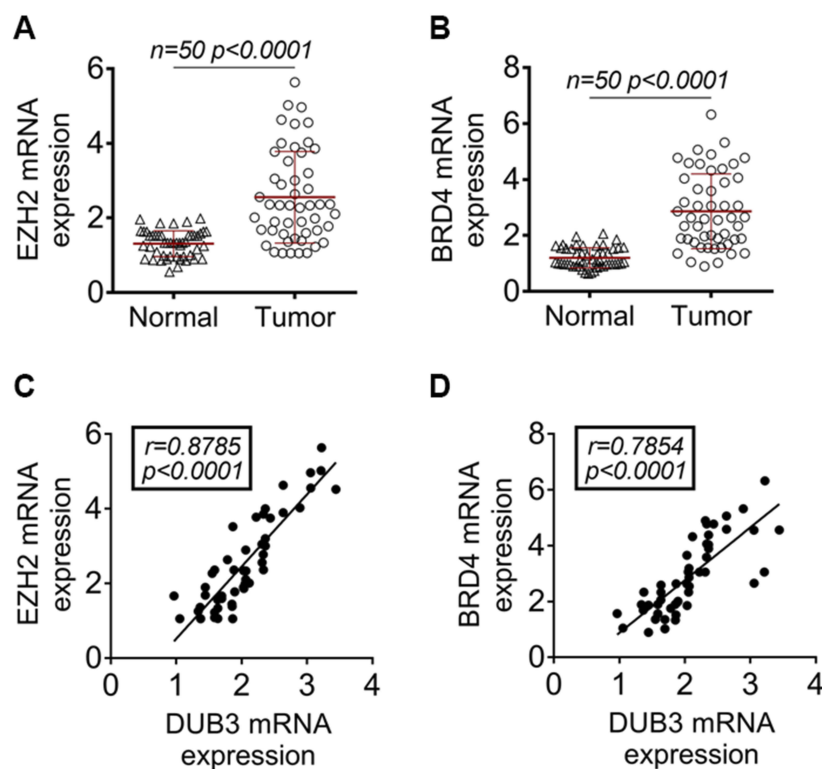 A
n=50 p<0.0001
EZH2 mRNA
expression
6
4
2
0
Normal
Tumor
B
n=50 p<0.0001
BRD4 mRNA
expression
8
6
4
2
0
Normal
Tumor
C
r=0.8785
p<0.0001
EZH2 mRNA
expression
6
4
2
0
0
1
2
3
4
DUB3 mRNA
expression
D
r=0.7854
p<0.0001
BRD4 mRNA
expression
8
6
4
2
0
0
1
2
3
4
DUB3 mRNA
expression